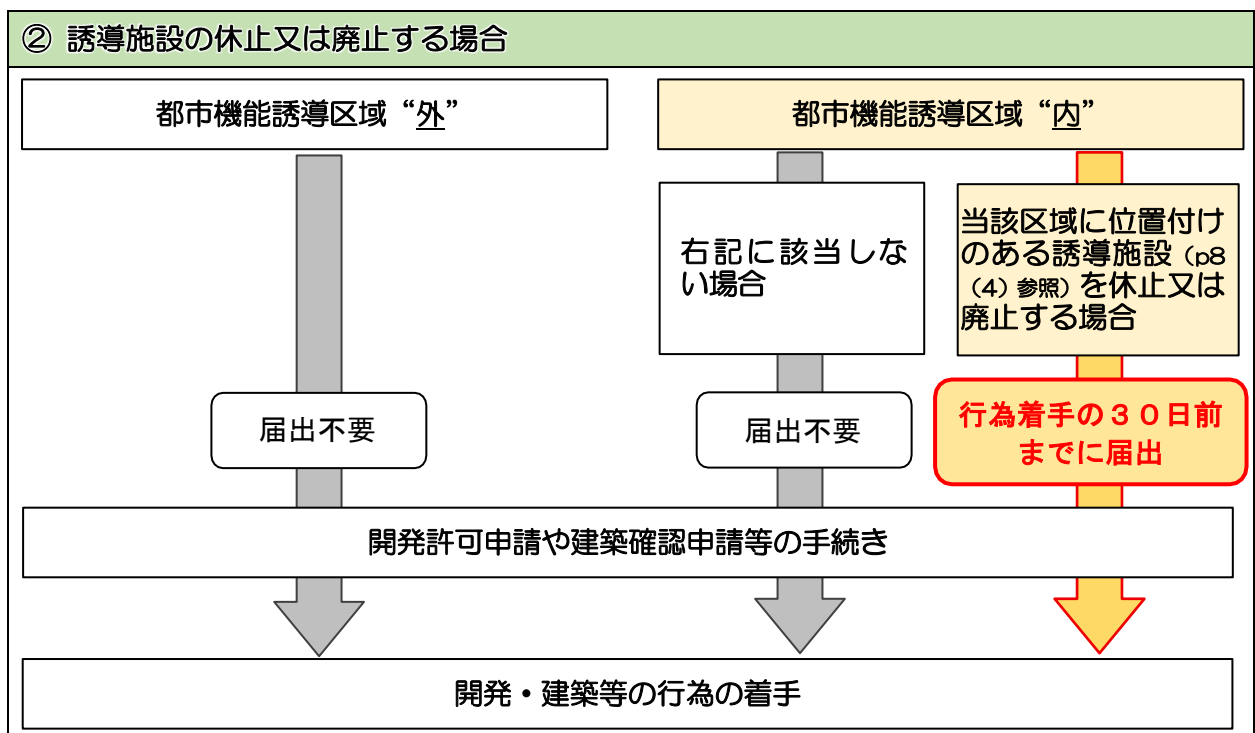 ② 誘導施設の休止又は廃止する場合
都市機能誘導区域“外”
都市機能誘導区域“内”
右記に該当しな
い場合
当該区域に位置付け
のある誘導施設（p8
（4）参照）を休止又は
廃止する場合
届出不要
届出不要
行為着手の３０日前
までに届出
開発許可申請や建築確認申請等の手続き
開発・建築等の行為の着手